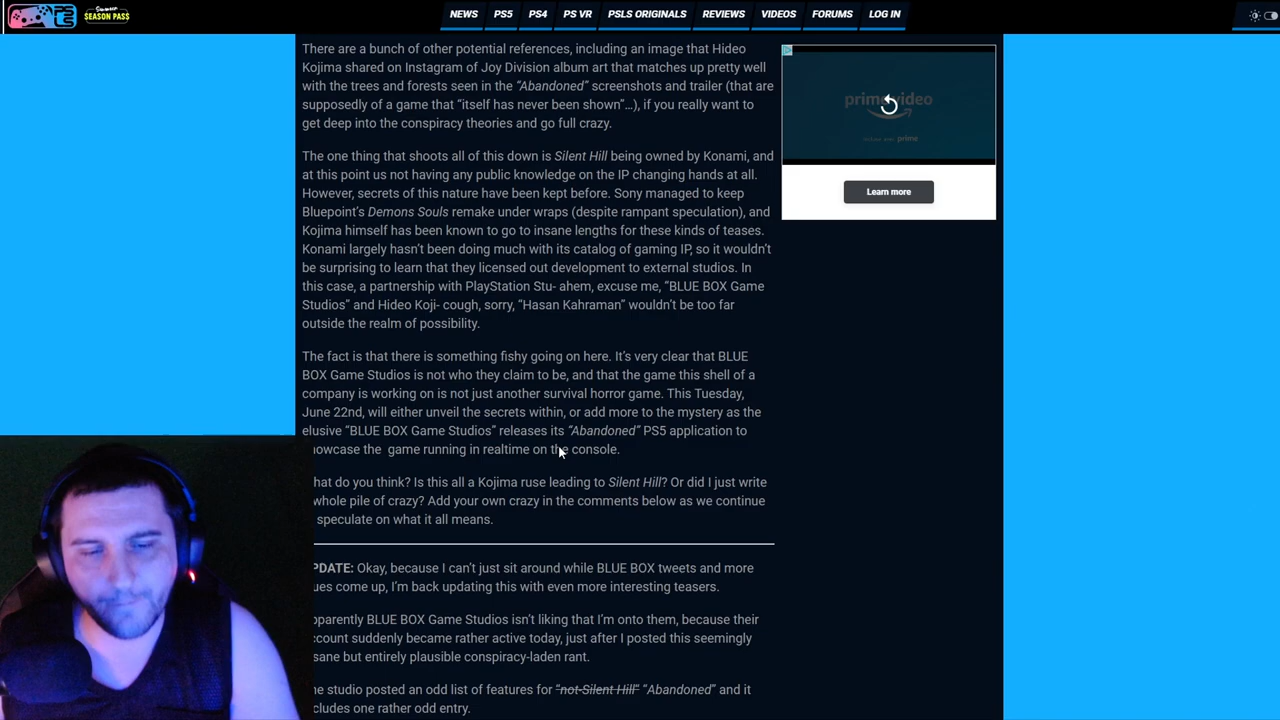 Summer
SEASON PASS
NEWS PS5 PS4 PS VR PSLS ORIGINALS REVIEWS VIDEOS FORUMS LOG IN
There are a bunch of other potential references, including an image that Hideo
Kojima shared on Instagram of Joy Division album art that matches up pretty well
with the trees and forests seen in the “Abandoned” screenshots and trailer (that are
supposedly of a game that “itself has never been shown”…), if you really want to
get deep into the conspiracy theories and go full crazy.
The one thing that shoots all of this down is Silent Hill being owned by Konami, and
at this point us not having any public knowledge on the IP changing hands at all.
However, secrets of this nature have been kept before. Sony managed to keep
Bluepoint’s Demons Souls remake under wraps (despite rampant speculation), and
Kojima himself has been known to go to insane lengths for these kinds of teases.
Konami largely hasn’t been doing much with its catalog of gaming IP, so it wouldn’t
be surprising to learn that they licensed out development to external studios. In
this case, a partnership with PlayStation Stu- ahem, excuse me, “BLUE BOX Game
Studios” and Hideo Koji- cough, sorry, “Hasan Kahraman” wouldn’t be too far
outside the realm of possibility.
The fact is that there is something fishy going on here. It’s very clear that BLUE
BOX Game Studios is not who they claim to be, and that the game this shell of a
company is working on is not just another survival horror game. This Tuesday,
June 22nd, will either unveil the secrets within, or add more to the mystery as the
elusive “BLUE BOX Game Studios” releases its “Abandoned” PS5 application to
howcase the game running in realtime on the console.
hat do you think? Is this all a Kojima ruse leading to Silent Hill? Or did I just write
whole pile of crazy? Add your own crazy in the comments below as we continue
speculate on what it all means.
PDATE: Okay, because I can’t just sit around while BLUE BOX tweets and more
ues come up, I’m back updating this with even more interesting teasers.
pparently BLUE BOX Game Studios isn’t liking that I’m onto them, because their
ccount suddenly became rather active today, just after I posted this seemingly
sane but entirely plausible conspiracy-laden rant.
he studio posted an odd list of features for “not-Silent Hill” “Abandoned” and it
cludes one rather odd entry.
prime video
Learn more